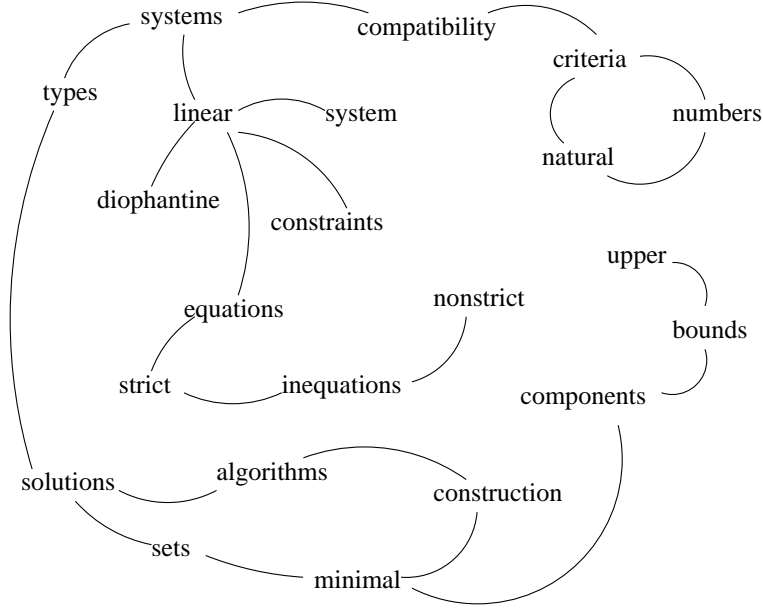 systems
compatibility
criteria
types
linear
system
numbers
natural
diophantine
constraints
upper
nonstrict
equations
bounds
strict
inequations
components
solutions
algorithms
construction
sets
minimal